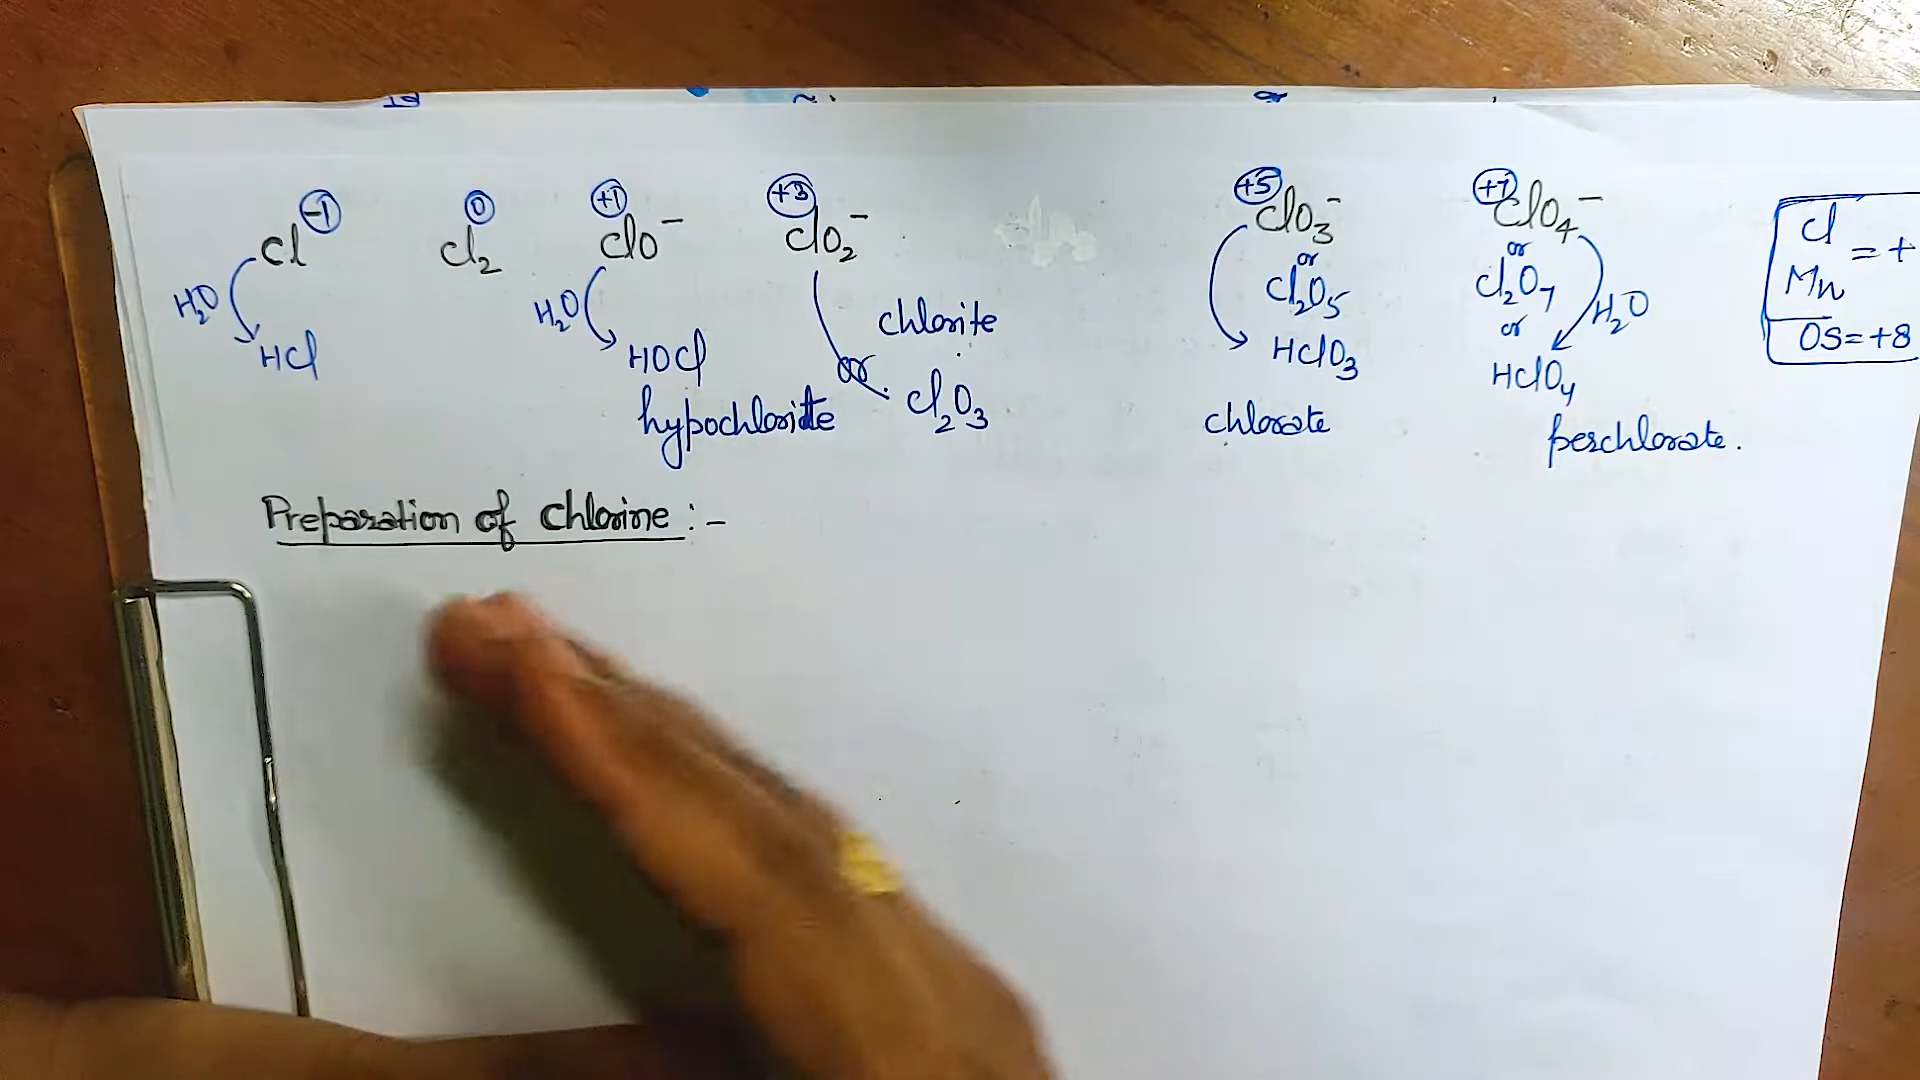 -1 0 +1 +3 +5 +7
Cl Cl₂ ClO⁻ ClO₂⁻ ClO₃⁻ ClO₄⁻
or or
H₂O H₂O chlorite Cl₂O₅ Cl₂O₇ H₂O
or
HCl HOCl or HClO₃ HClO₄
hypochlorite Cl₂O₃ chlorate perchlorate.
Cl
Mn = +
OS = +8
Preparation of Chlorine :-